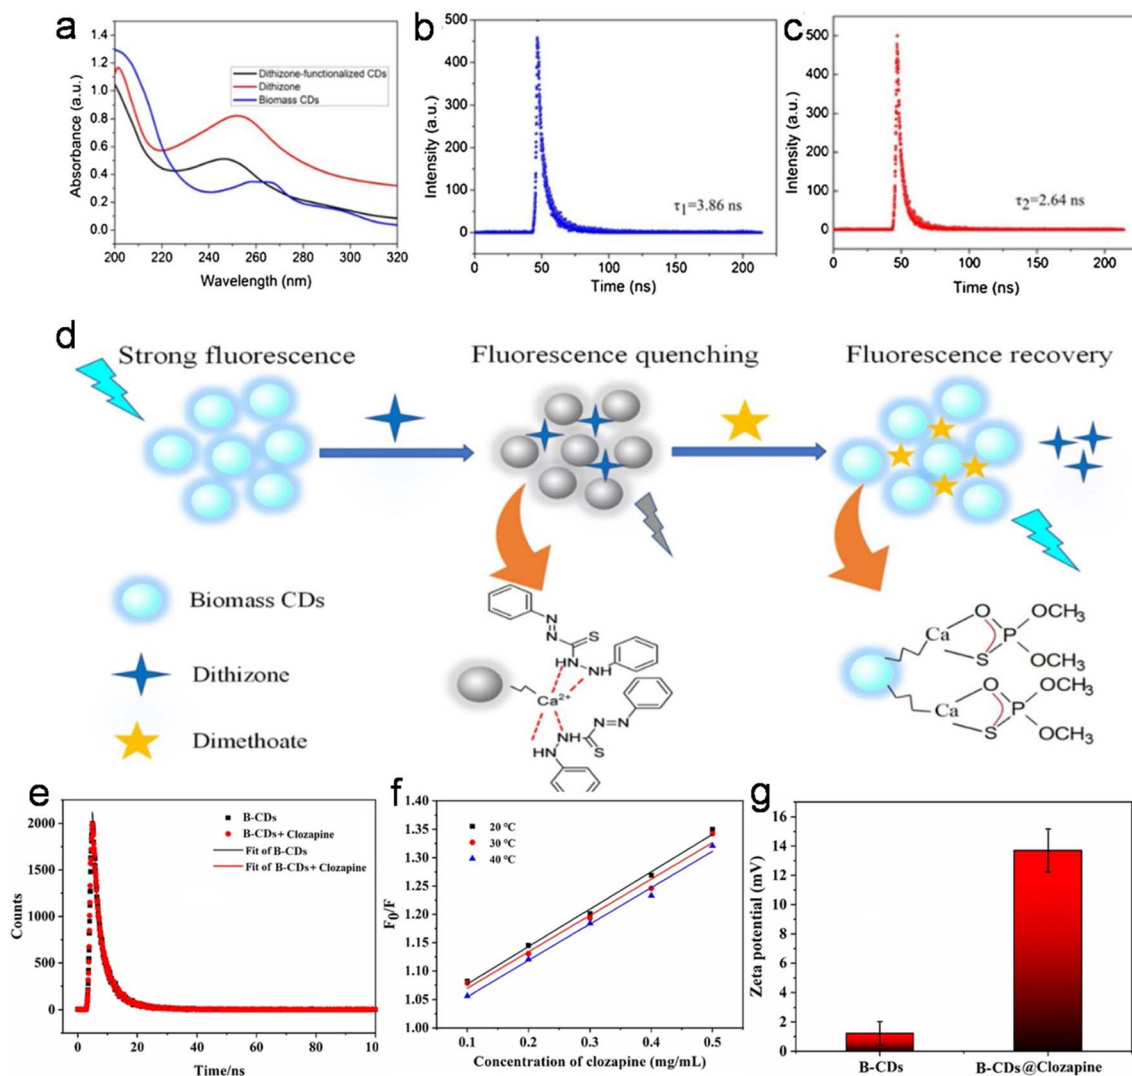 a
1.4
1.2
1.0
0.8
0.6
0.4
0.2
0.0
Absorbance (a.u.)
200 220 240 260 280 300 320
Wavelength (nm)
Dithizone-functionalized CDs
Dithizone
Biomass CDs
b
500
400
300
200
100
0
Intensity (a.u.)
τ1=3.86 ns
0 50 100 150 200
Time (ns)
c
500
400
300
200
100
0
Intensity (a.u.)
τ2=2.64 ns
0 50 100 150 200
Time (ns)
d
Strong fluorescence
Fluorescence quenching
Fluorescence recovery
Biomass CDs
Dithizone
Dimethoate
N
N
S
HN
NH
Ca2+
NH
N=N
HN
S
Ca
O
S
P
OCH3
OCH3
Ca
O
S
P
OCH3
OCH3
e
2000
1500
1000
500
0
Counts
B-CDs
B-CDs+Clozapine
Fit of B-CDs
Fit of B-CDs+Clozapine
0 20 40 60 80 10
Time/ns
f
1.40
1.35
1.30
1.25
1.20
1.15
1.10
1.05
1.00
F0/F
20 °C
30 °C
40 °C
0.1 0.2 0.3 0.4 0.5
Concentration of clozapine (mg/mL)
g
16
14
12
10
8
6
4
2
0
Zeta potential (mV)
B-CDs B-CDs@Clozapine